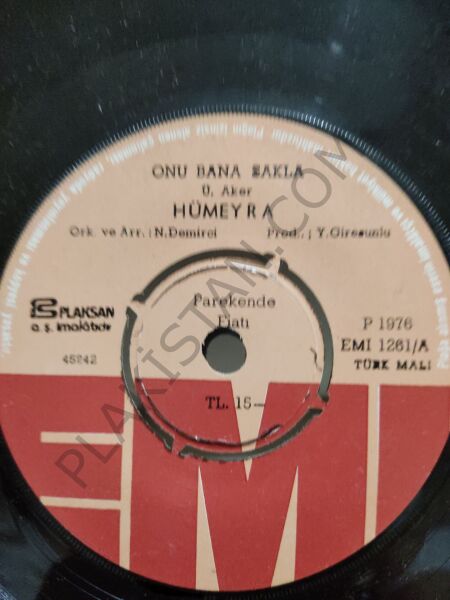 ONU BANA SAKLA
Ü. Aker
HÜMEYRA
Ork. ve Arr.: N.Demirci Prod.; Y.Giresunlu
PLAKSAN
a.ş. imalâtıdır
45242
Parekende
Fiatı
TL. 15—
P 1976
EMI 1261/A
TÜRK MALI
EMI
PLAKİSTAN.COM